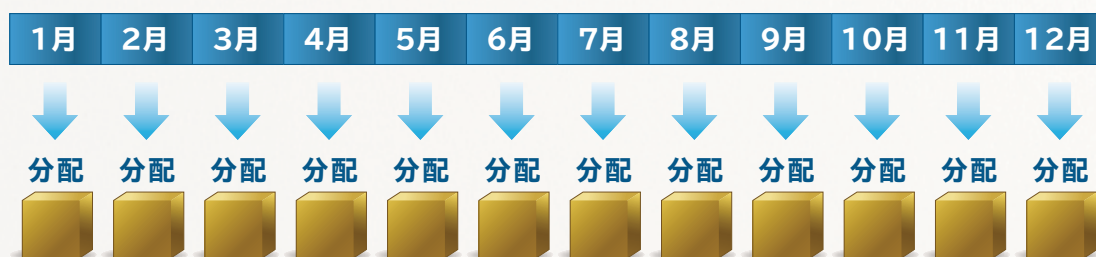 1月 2月 3月 4月 5月 6月 7月 8月 9月 10月 11月 12月
分配 分配 分配 分配 分配 分配 分配 分配 分配 分配 分配 分配